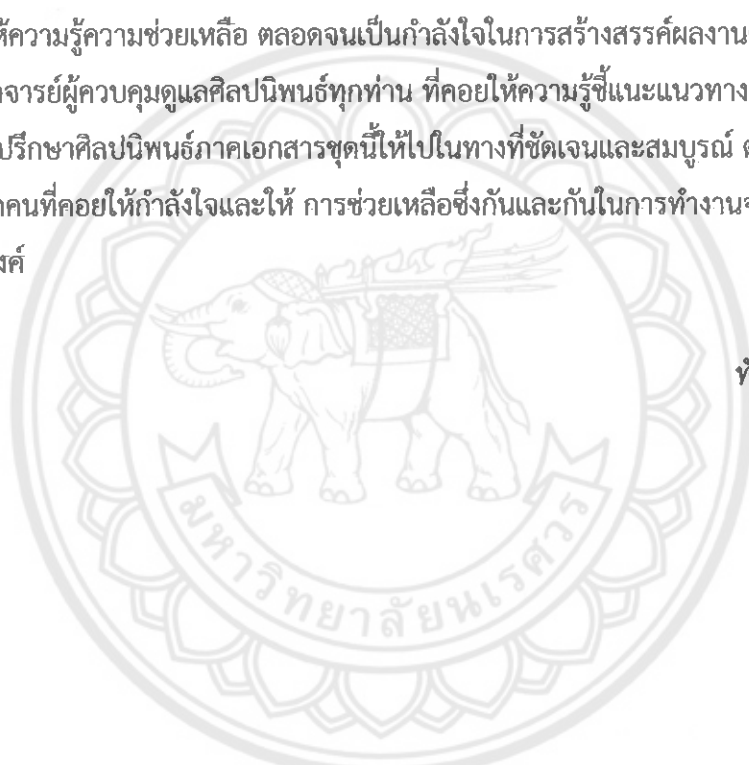 ห้ความรู้ความช่วยเหลือ ตลอดจนเป็นกำลังใจในการสร้างสรรค์ผลงาน
าจารย์ผู้ควบคุมดูแลศิลปนิพนธ์ทุกท่าน ที่คอยให้ความรู้ชี้แนะแนวทาง
ปรึกษาศิลปนิพนธ์ภาคเอกสารชุดนี้ให้ไปในทางที่ชัดเจนและสมบูรณ์
คนที่คอยให้กำลังใจและให้ การช่วยเหลือซึ่งกันและกันในการทำงาน
งค์
มหาวิทยาลัยนเรศวร